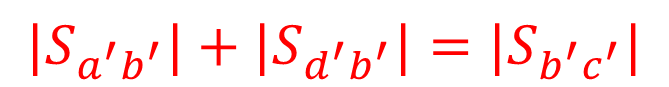 |S_{a′b′}| + |S_{d′b′}| = |S_{b′c′}|